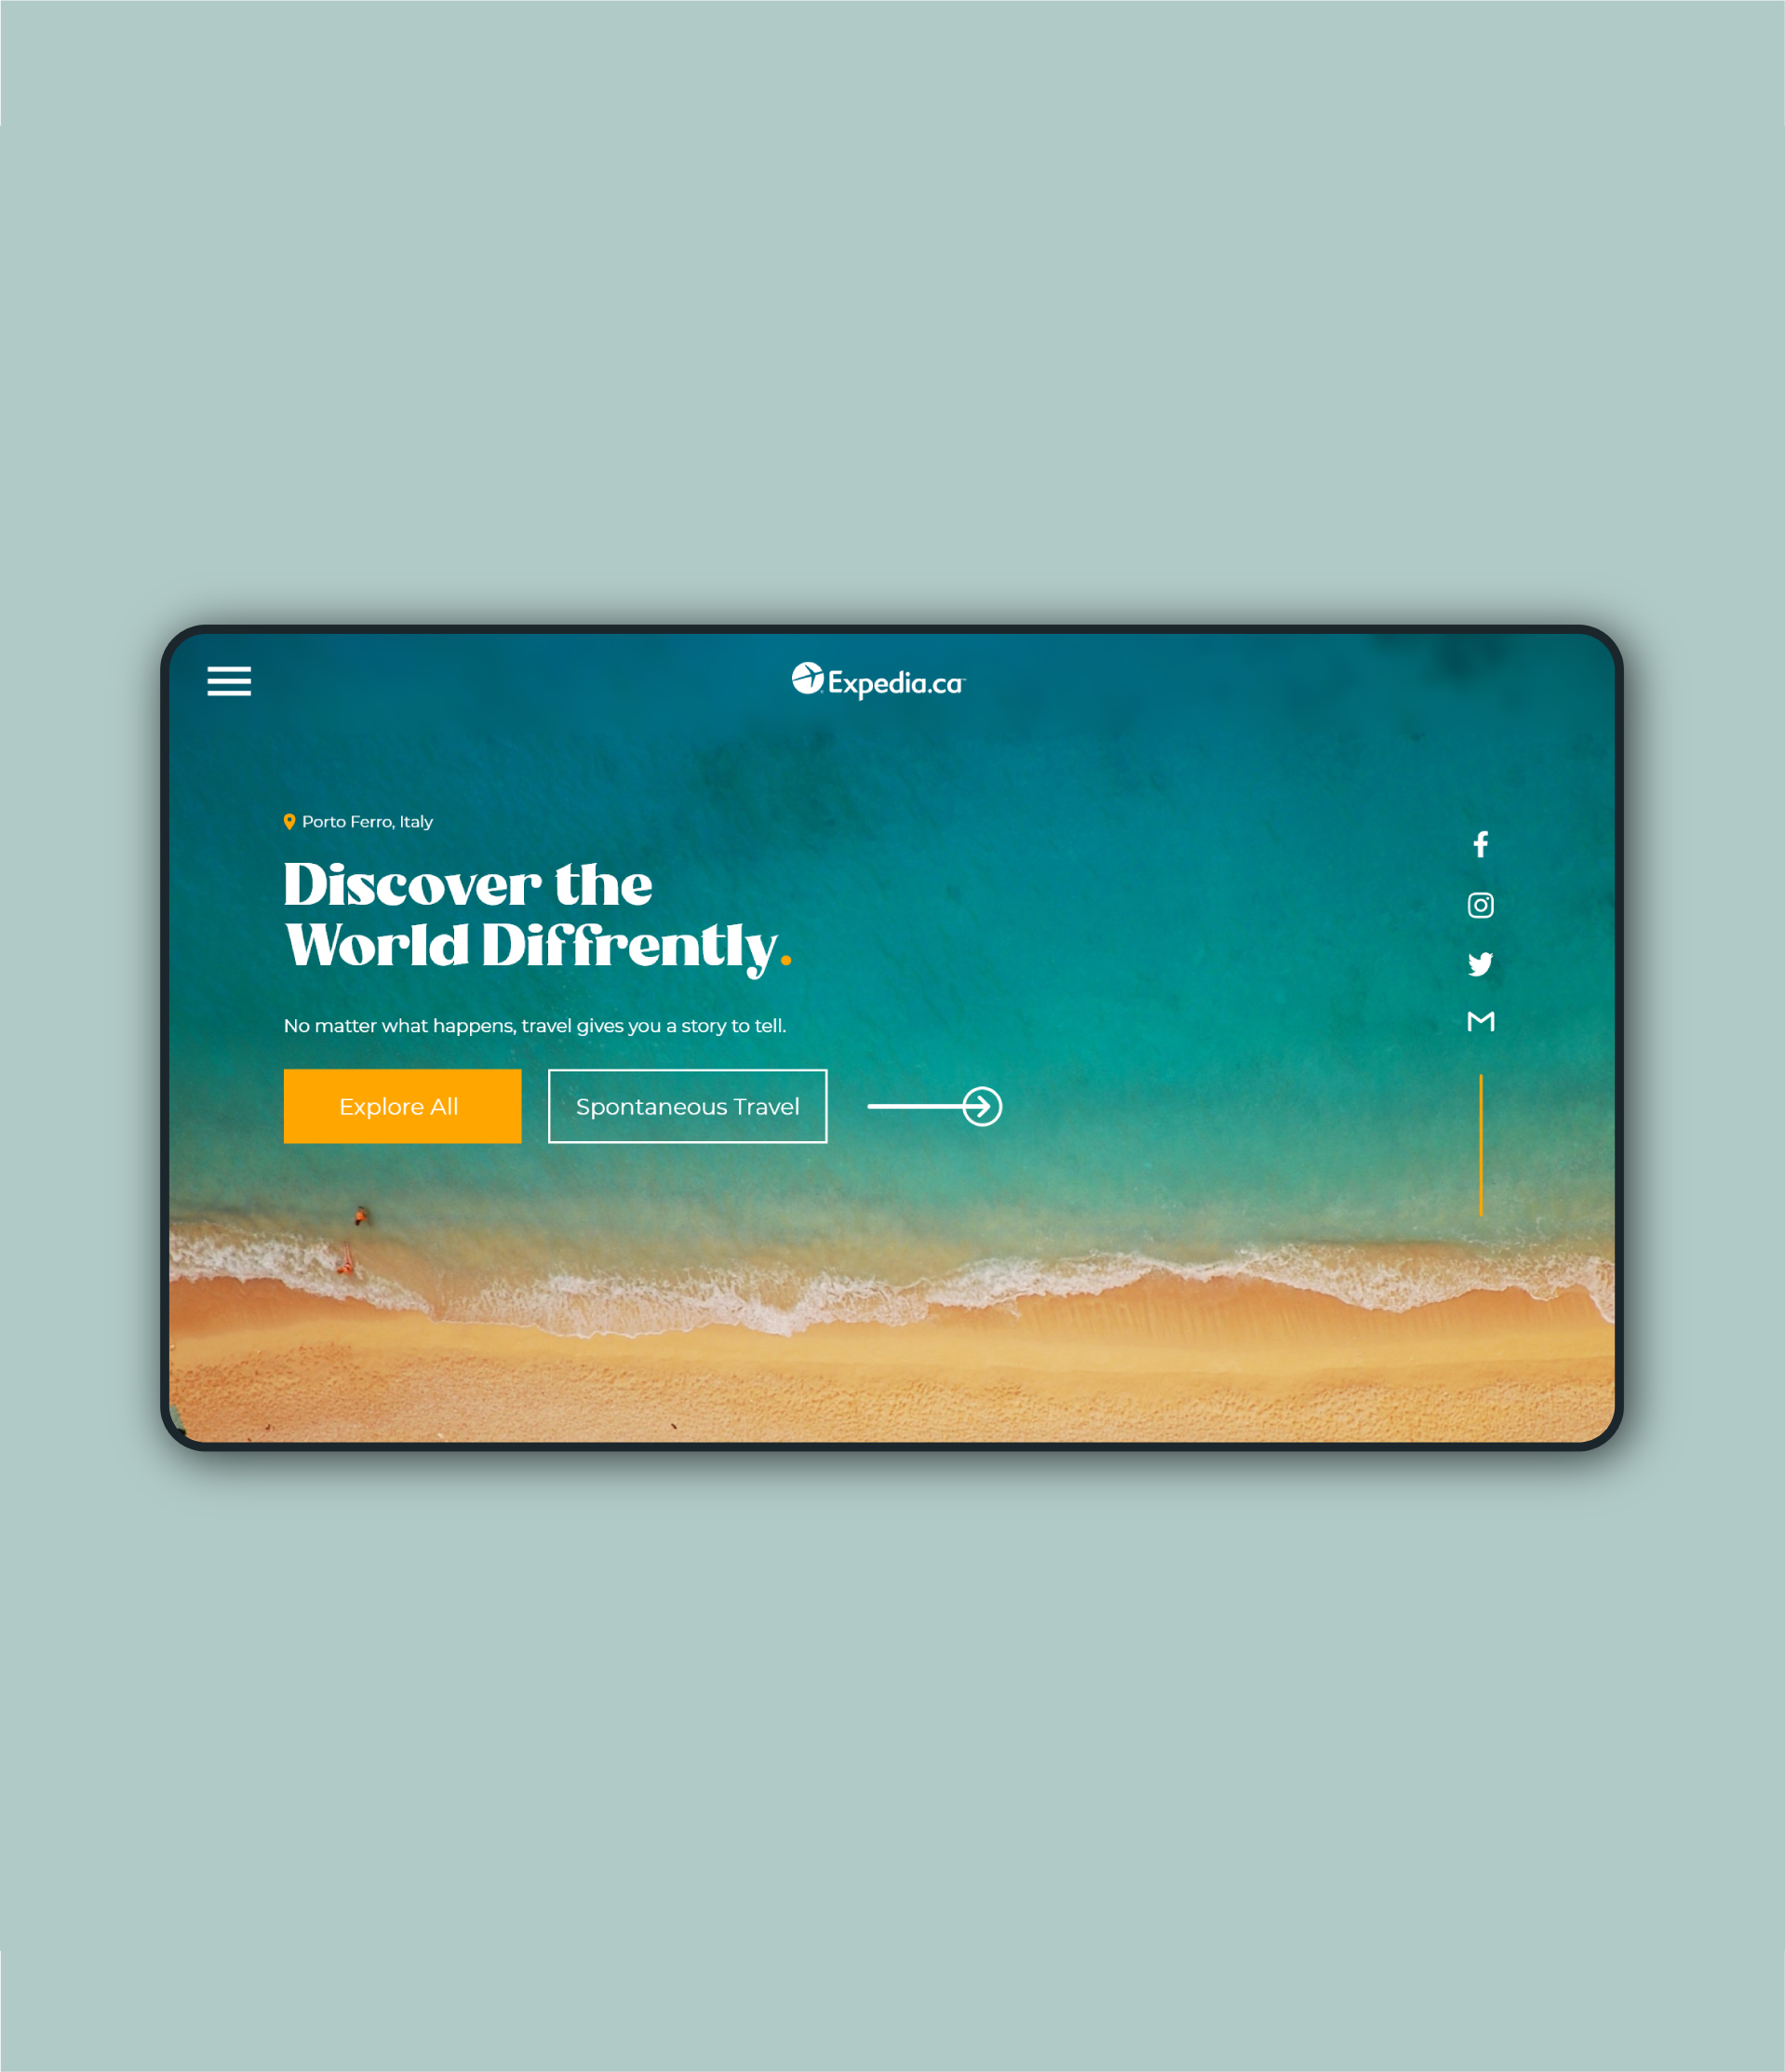 Expedia.ca
Porto Ferro, Italy
Discover the
World Diffrently.
No matter what happens, travel gives you a story to tell.
Explore All
Spontaneous Travel